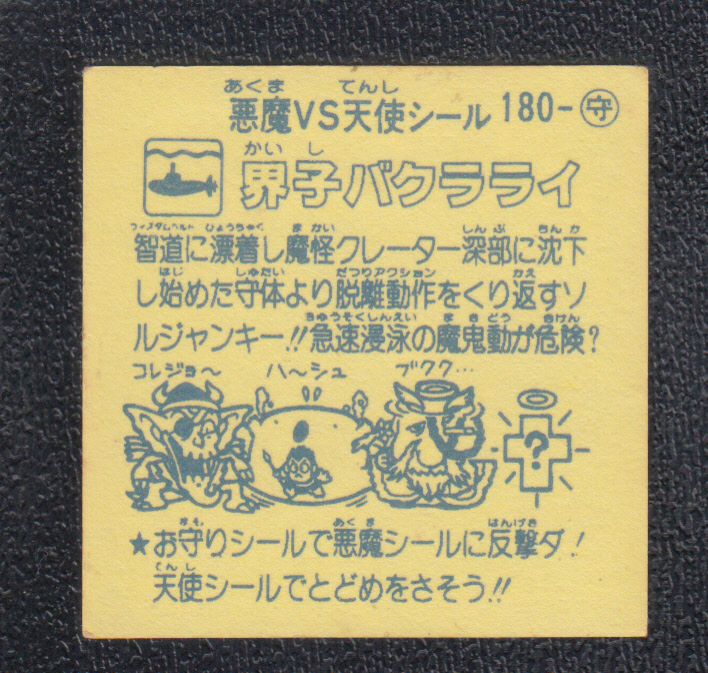 あくま てんし
悪魔VS天使シール 180-守
かい し
界子バクラライ
ウィズダムベルト ひょうちゃく まかい しんぶ ちんか
智道に漂着し魔怪クレーター深部に沈下
はじ しゅたい だつりアクション かえ
し始めた守体より脱離動作をくり返すソ
ちゅうそくしんえい まきどう きけん
ルジャンキー!!急速漫泳の魔鬼動が危険?
コレジョ〜 ハ〜シュ ブクク…
?
まも あくま はんげき
★お守りシールで悪魔シールに反撃ダ!
てんし
天使シールでとどめをさそう!!